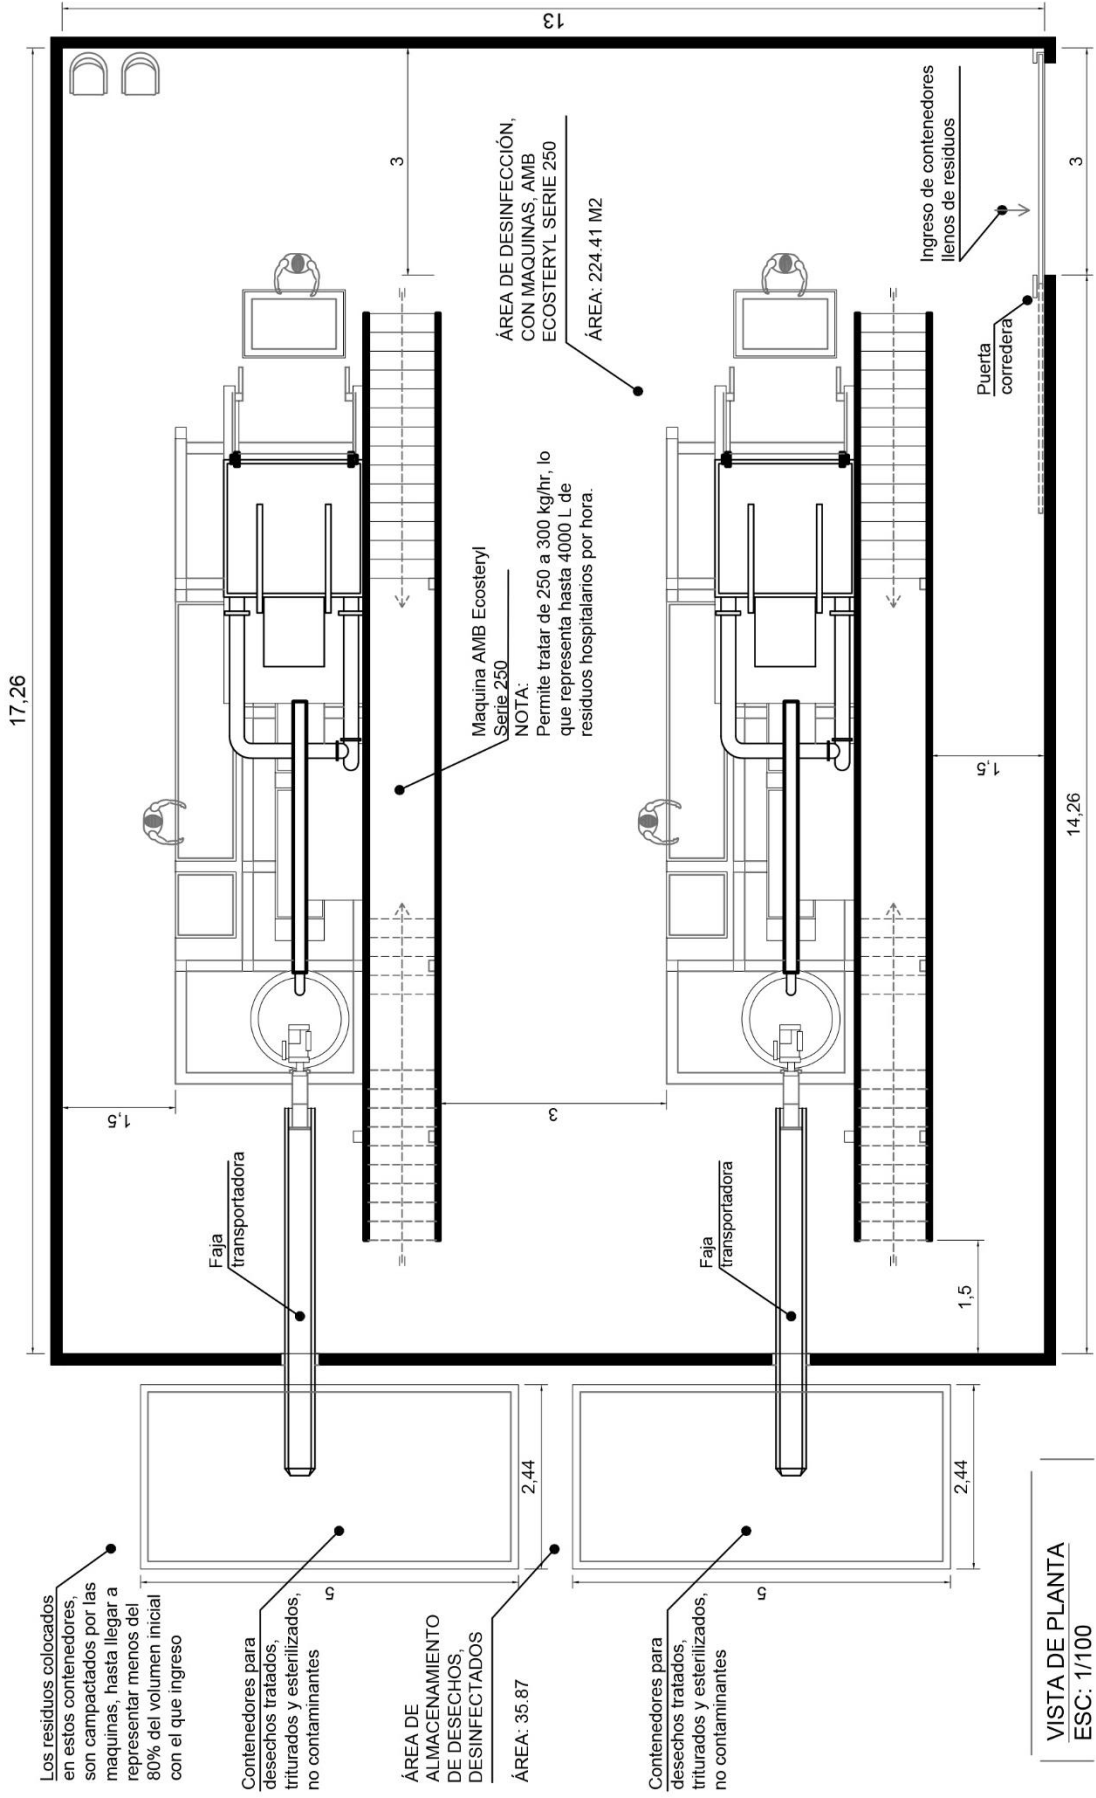 17,26
13
3
1,5
3
1,5
1,5
3
14,26
2,44
2,44
5
5
Los residuos colocados
en estos contenedores,
son campactados por las
maquinas, hasta llegar a
representar menos del
80% del volumen inicial
con el que ingreso
Contenedores para
desechos tratados,
triturados y esterilizados,
no contaminantes
ÁREA DE
ALMACENAMIENTO
DE DESECHOS,
DESINFECTADOS
ÁREA: 35.87
Contenedores para
desechos tratados,
triturados y esterilizados,
no contaminantes
Faja
transportadora
Faja
transportadora
Maquina AMB Ecosteryl
Serie 250
NOTA:
Permite tratar de 250 a 300 kg/hr, lo
que representa hasta 4000 L de
residuos hospitalarios por hora.
ÁREA DE DESINFECCIÓN,
CON MAQUINAS, AMB
ECOSTERYL SERIE 250
ÁREA: 224.41 M2
Ingreso de contenedores
llenos de residuos
Puerta
corredera
VISTA DE PLANTA
ESC: 1/100